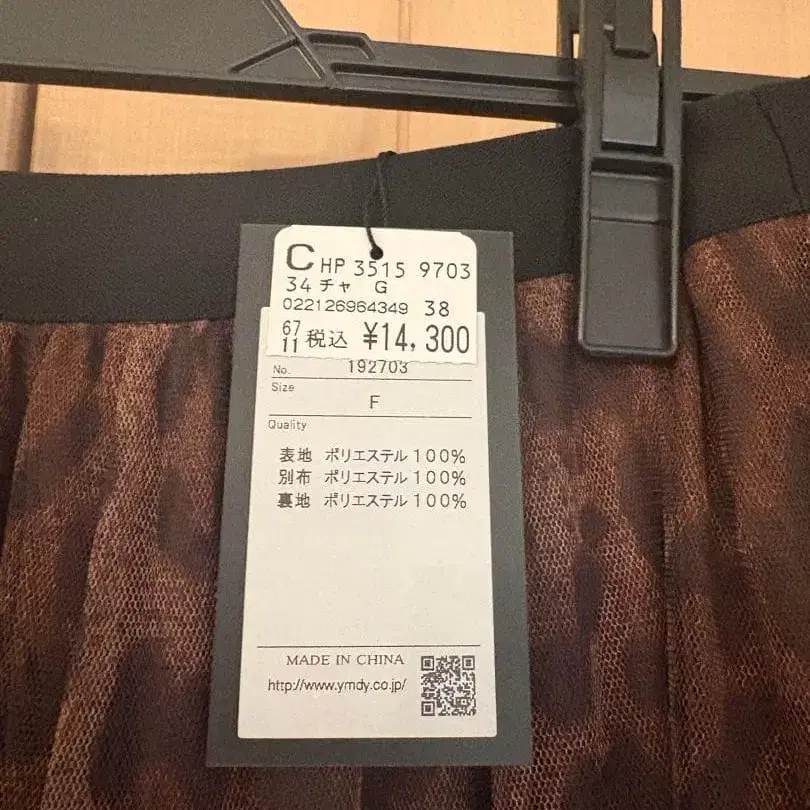 C HP 3515 9703
34 チャ G
022126964349 38
67 11 税込 ¥14,300
No. 192703
Size
F
Quality
表地 ポリエステル100%
別布 ポリエステル100%
裏地 ポリエステル100%
MADE IN CHINA
http://www.ymdy.co.jp/